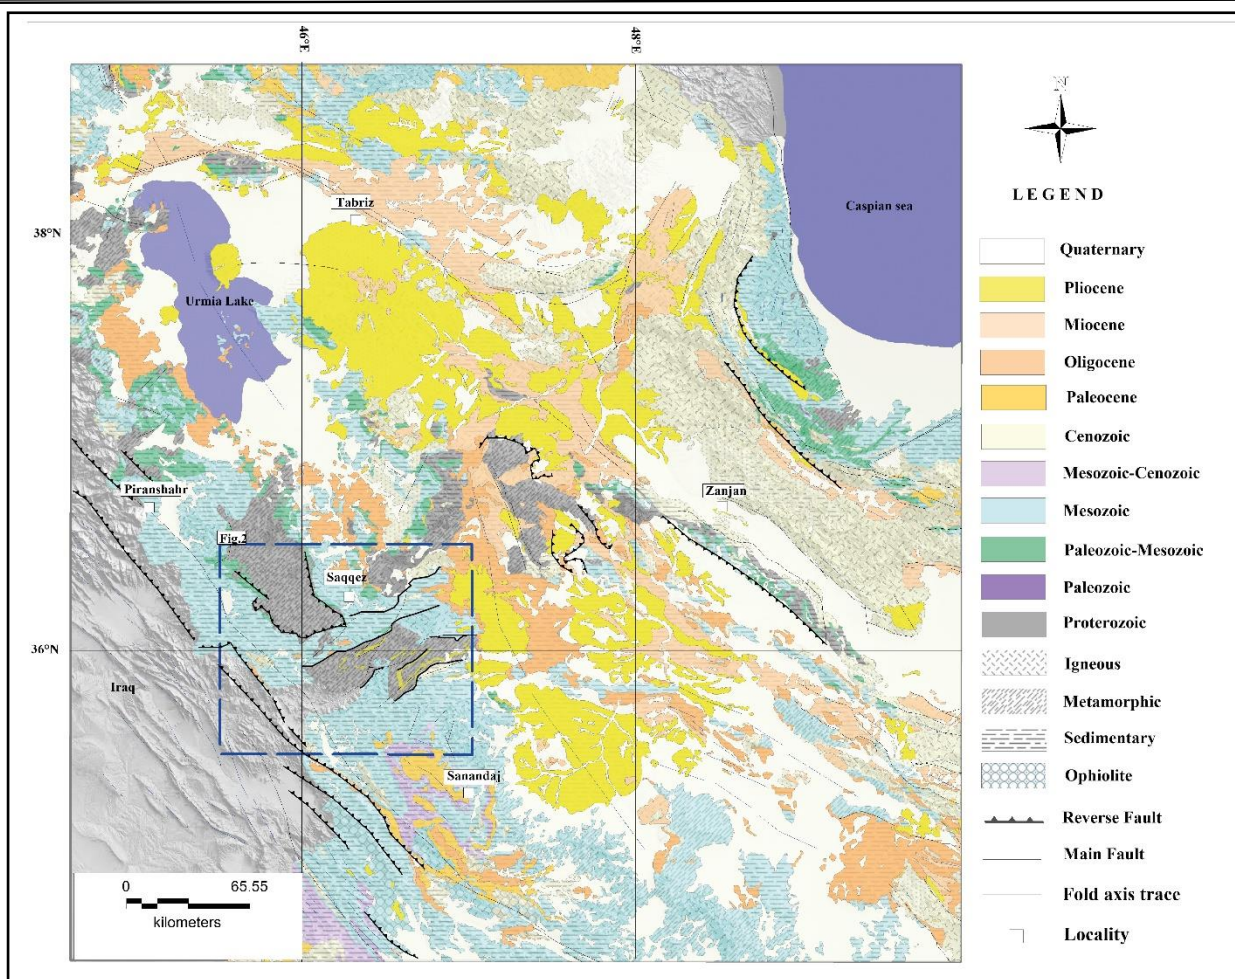 46°E
48°E
38°N
36°N
Tabriz
Caspian sea
Urmia Lake
Piranshahr
Zanjan
Fig.2
Saqqez
Iraq
Sanandaj
0 65.55
kilometers
LEGEND
Quaternary
Pliocene
Miocene
Oligocene
Paleocene
Cenozoic
Mesozoic-Cenozoic
Mesozoic
Paleozoic-Mesozoic
Paleozoic
Proterozoic
Igneous
Metamorphic
Sedimentary
Ophiolite
Reverse Fault
Main Fault
Fold axis trace
Locality